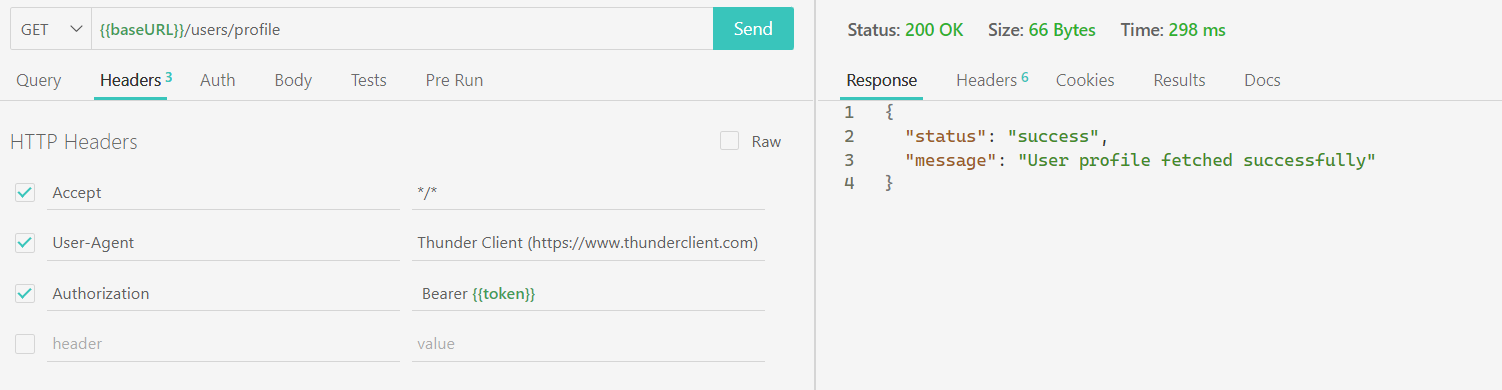 GET {{baseURL}}/users/profile Send
Query Headers 3 Auth Body Tests Pre Run
HTTP Headers Raw
Accept */*
User-Agent Thunder Client (https://www.thunderclient.com)
Authorization Bearer {{token}}
header value
Status: 200 OK Size: 66 Bytes Time: 298 ms
Response Headers 6 Cookies Results Docs
1 {
2 "status": "success",
3 "message": "User profile fetched successfully"
4 }